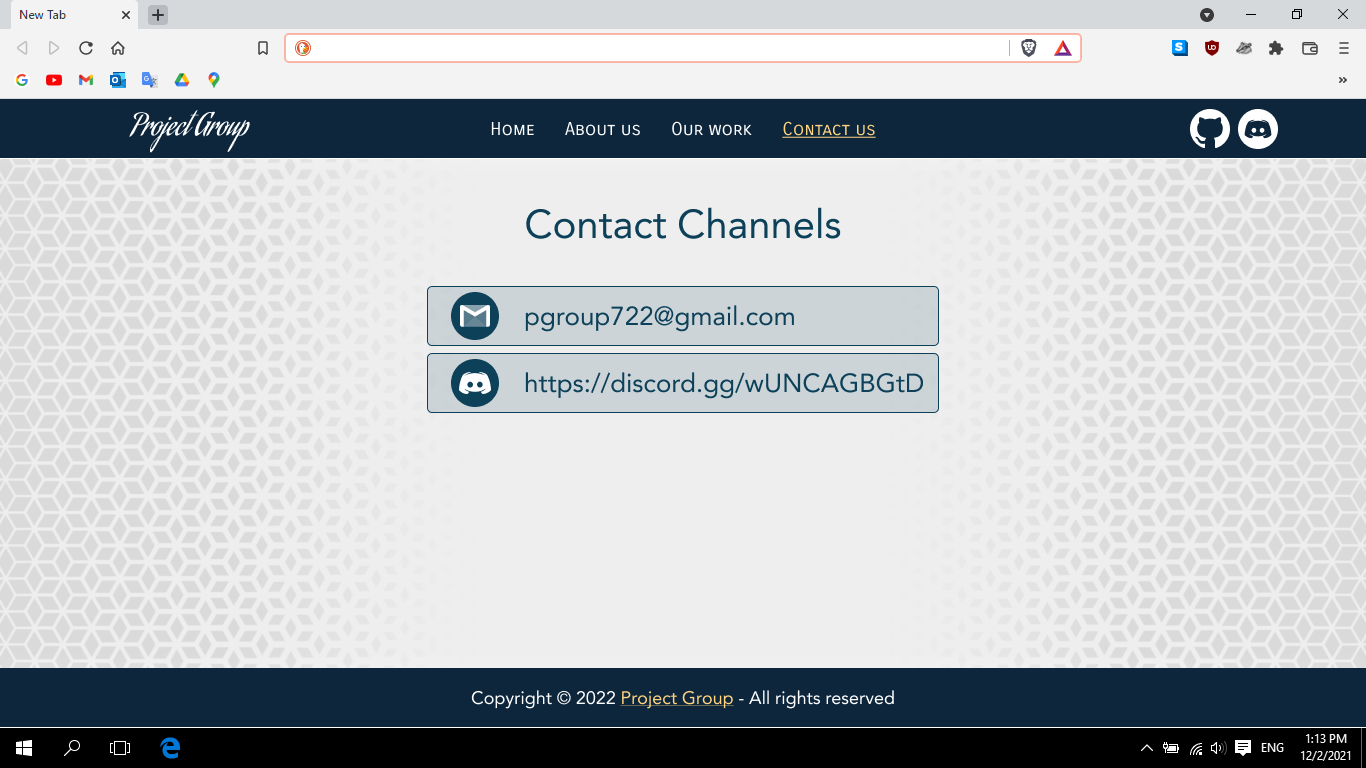 New Tab
Project Group
Home About us Our work Contact us
Contact Channels
pgroup722@gmail.com
https://discord.gg/wUNCAGBGtD
Copyright © 2022 Project Group - All rights reserved
ENG
1:13 PM
12/2/2021